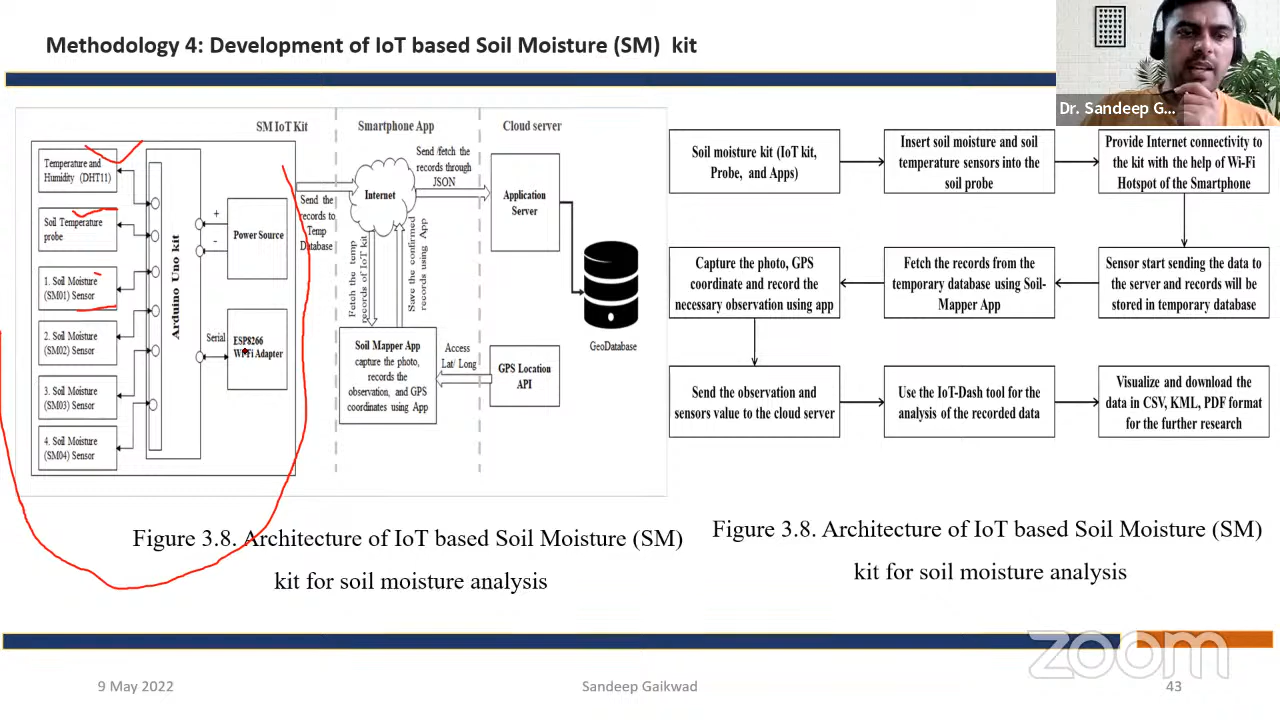 Methodology 4: Development of IoT based Soil Moisture (SM) kit
Dr. Sandeep G...
SM IoT Kit
Smartphone App
Cloud server
Temperature and
Humidity (DHT11)
Soil Temperature
probe
1. Soil Moisture
(SM01) Sensor
2. Soil Moisture
(SM02) Sensor
3. Soil Moisture
(SM03) Sensor
4. Soil Moisture
(SM04) Sensor
Arduino Uno kit
+
-
Power Source
Serial
ESP8266
Wi-Fi Adapter
Send the
records to
Temp
Database
Internet
Send /fetch the
records through
JSON
Fetch the temp
records of IoT kit
Save the confirmed
records using App
Soil Mapper App
capture the photo,
records the
observation, and GPS
coordinates using App
Access
Lat/ Long
GPS Location
API
Application
Server
GeoDatabase
Soil moisture kit (IoT kit,
Probe, and Apps)
Insert soil moisture and soil
temperature sensors into the
soil probe
Provide Internet connectivity to
the kit with the help of Wi-Fi
Hotspot of the Smartphone
Sensor start sending the data to
the server and records will be
stored in temporary database
Fetch the records from the
temporary database using Soil-
Mapper App
Capture the photo, GPS
coordinate and record the
necessary observation using app
Send the observation and
sensors value to the cloud server
Use the IoT-Dash tool for the
analysis of the recorded data
Visualize and download the
data in CSV, KML, PDF format
for the further research
Figure 3.8. Architecture of IoT based Soil Moisture (SM)
kit for soil moisture analysis
Figure 3.8. Architecture of IoT based Soil Moisture (SM)
kit for soil moisture analysis
zoom
9 May 2022
Sandeep Gaikwad
43